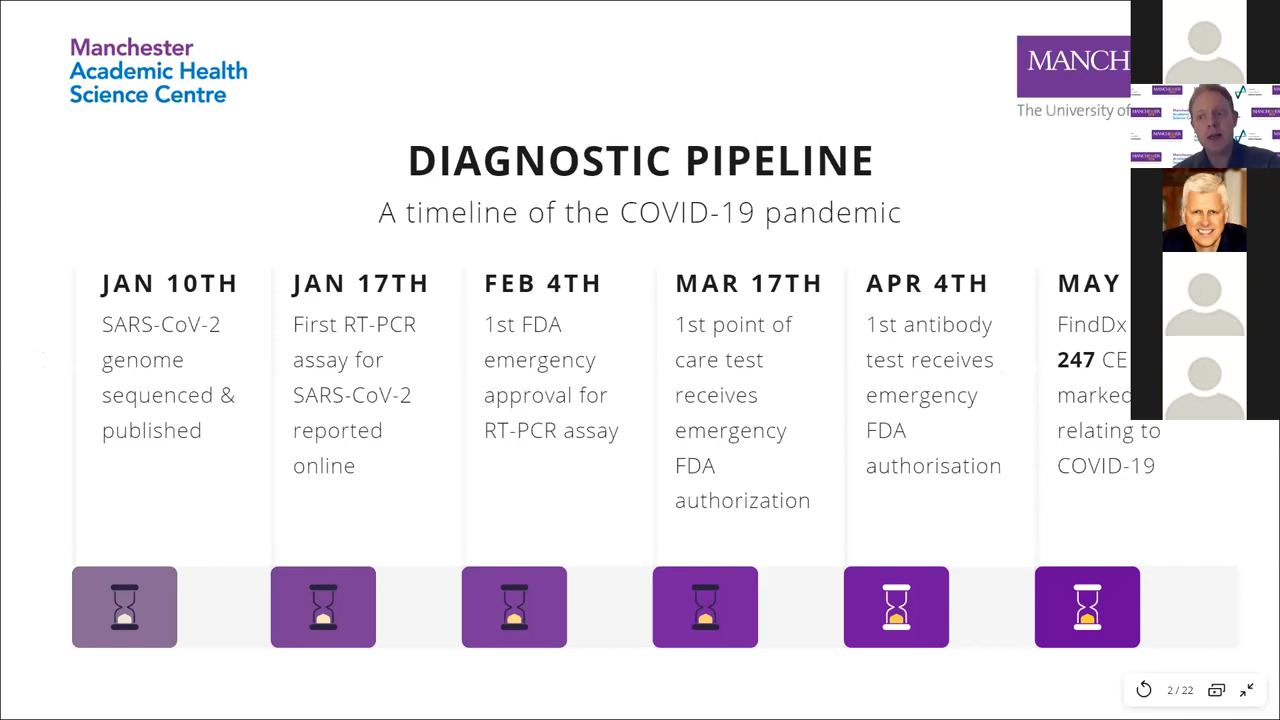 Manchester
Academic Health
Science Centre
MANCH
The University of
DIAGNOSTIC PIPELINE
A timeline of the COVID-19 pandemic
JAN 10TH
SARS-CoV-2
genome
sequenced &
published
JAN 17TH
First RT-PCR
assay for
SARS-CoV-2
reported
online
FEB 4TH
1st FDA
emergency
approval for
RT-PCR assay
MAR 17TH
1st point of
care test
receives
emergency
FDA
authorization
APR 4TH
1st antibody
test receives
emergency
FDA
authorisation
MAY
FindDx
247 CE
marked
relating to
COVID-19
2 / 22